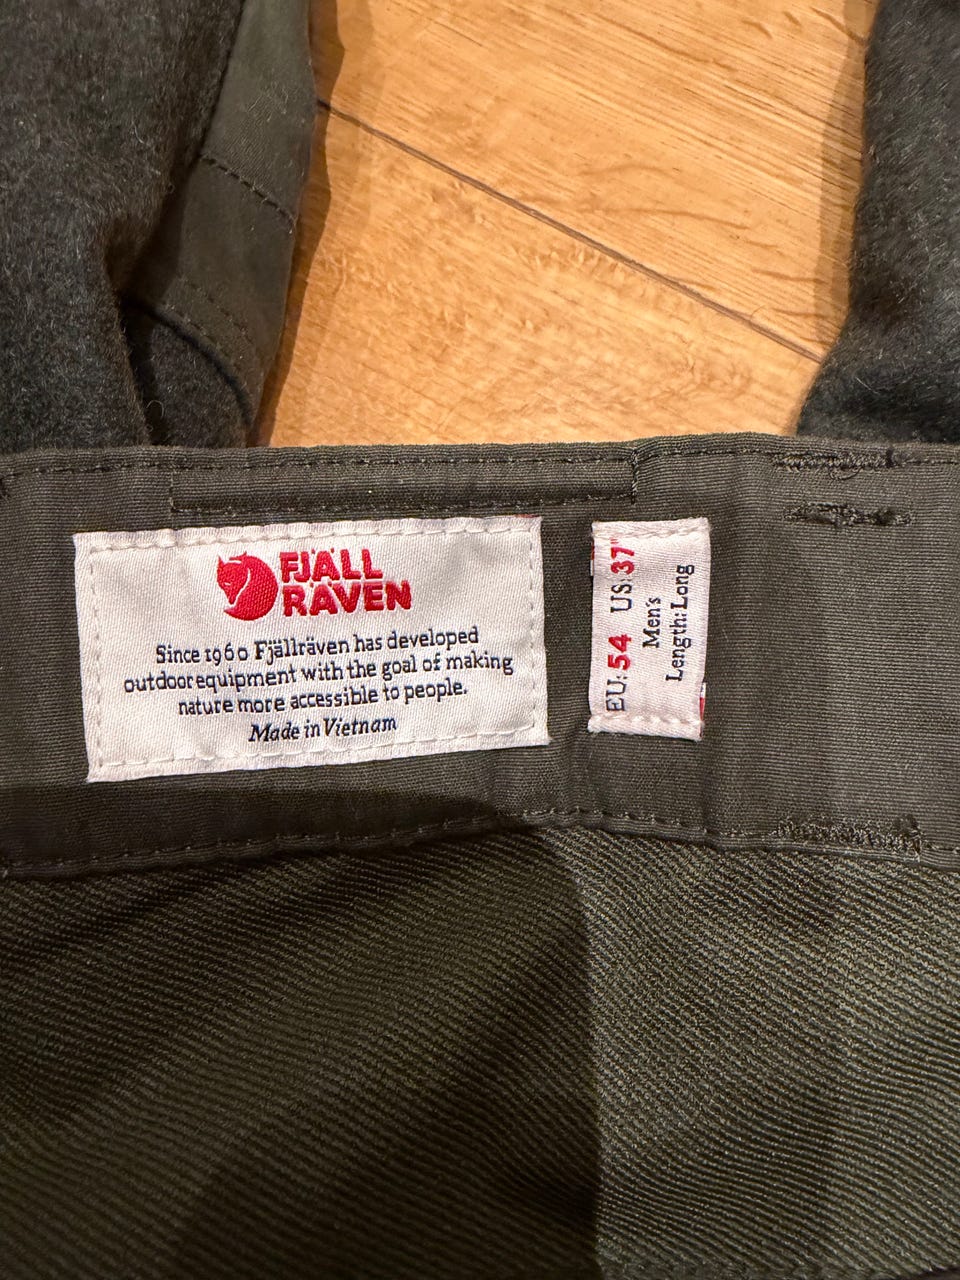 FJÄLL
RÄVEN
Since 1960 Fjällräven has developed
outdoor equipment with the goal of making
nature more accessible to people.
Made in Vietnam
EU: 54 US: 37"
Men's
Length: Long